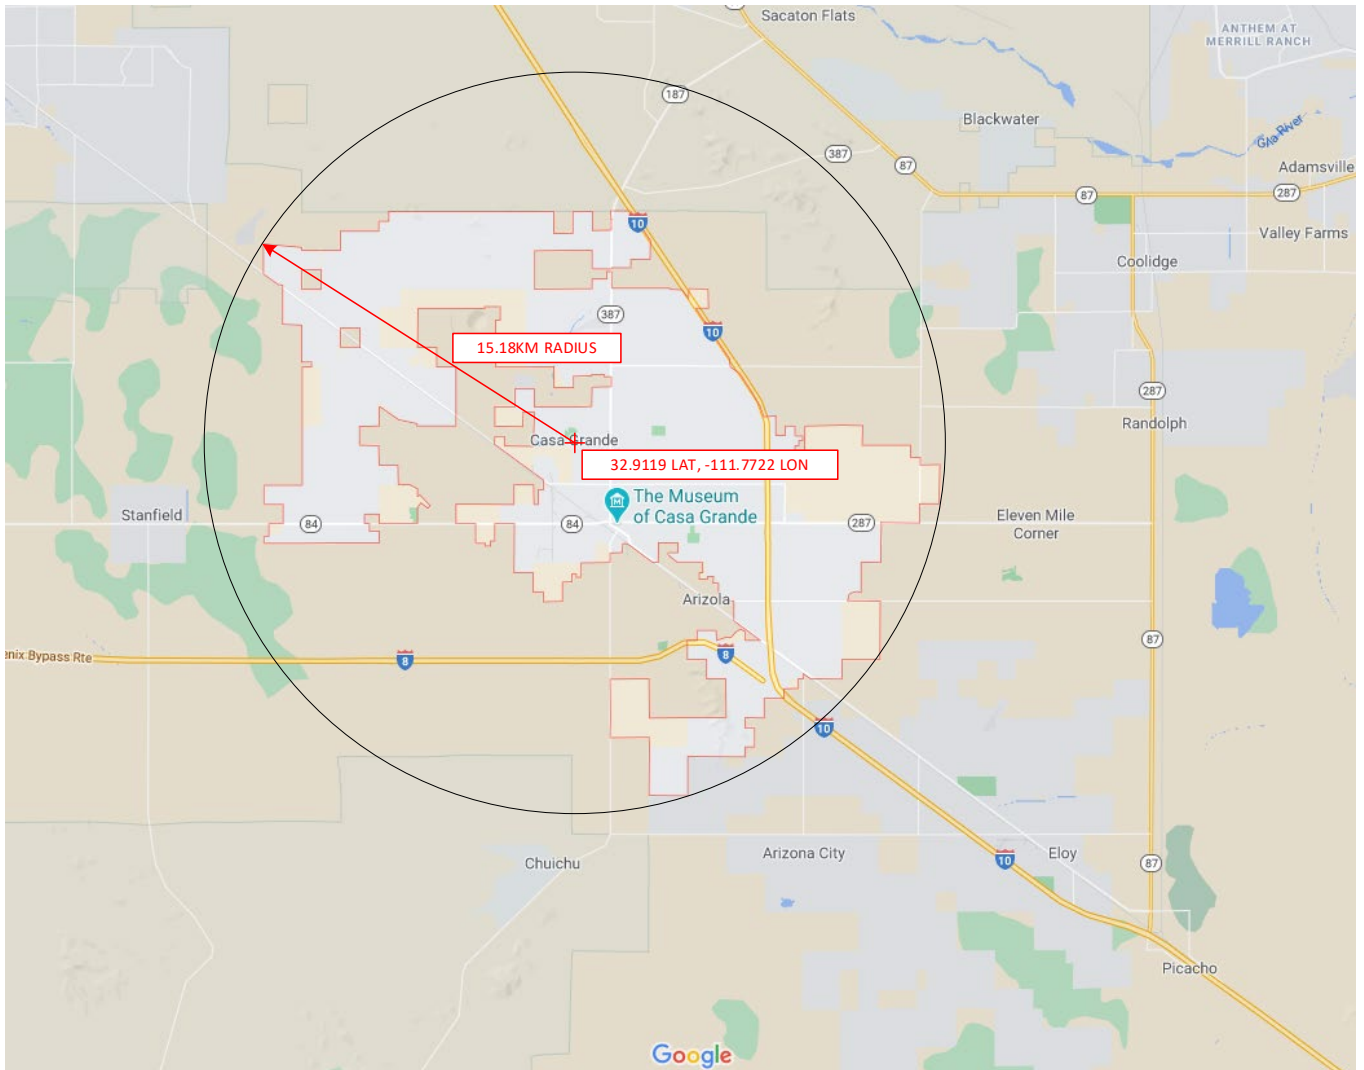 Sacaton Flats
ANTHEM AT
MERRILL RANCH
187
Blackwater
Gila River
387
87
Adamsville
87
287
10
Valley Farms
Coolidge
387
10
15.18KM RADIUS
287
Randolph
Casa Grande
32.9119 LAT, -111.7722 LON
The Museum
of Casa Grande
Stanfield
84
84
287
Eleven Mile
Corner
Arizola
87
enix Bypass Rte
8
8
10
Arizona City
Eloy
Chuichu
10
87
Picacho
Google